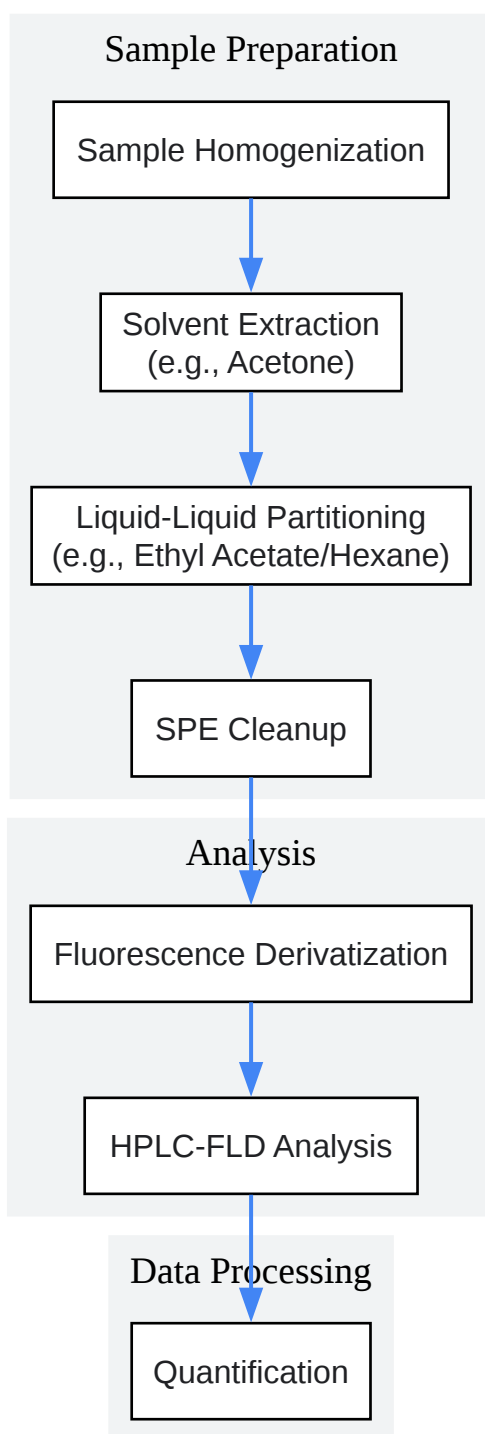 Sample Preparation
Sample Homogenization
Solvent Extraction
(e.g., Acetone)
Liquid-Liquid Partitioning
(e.g., Ethyl Acetate/Hexane)
SPE Cleanup
Analysis
Fluorescence Derivatization
HPLC-FLD Analysis
Data Processing
Quantification